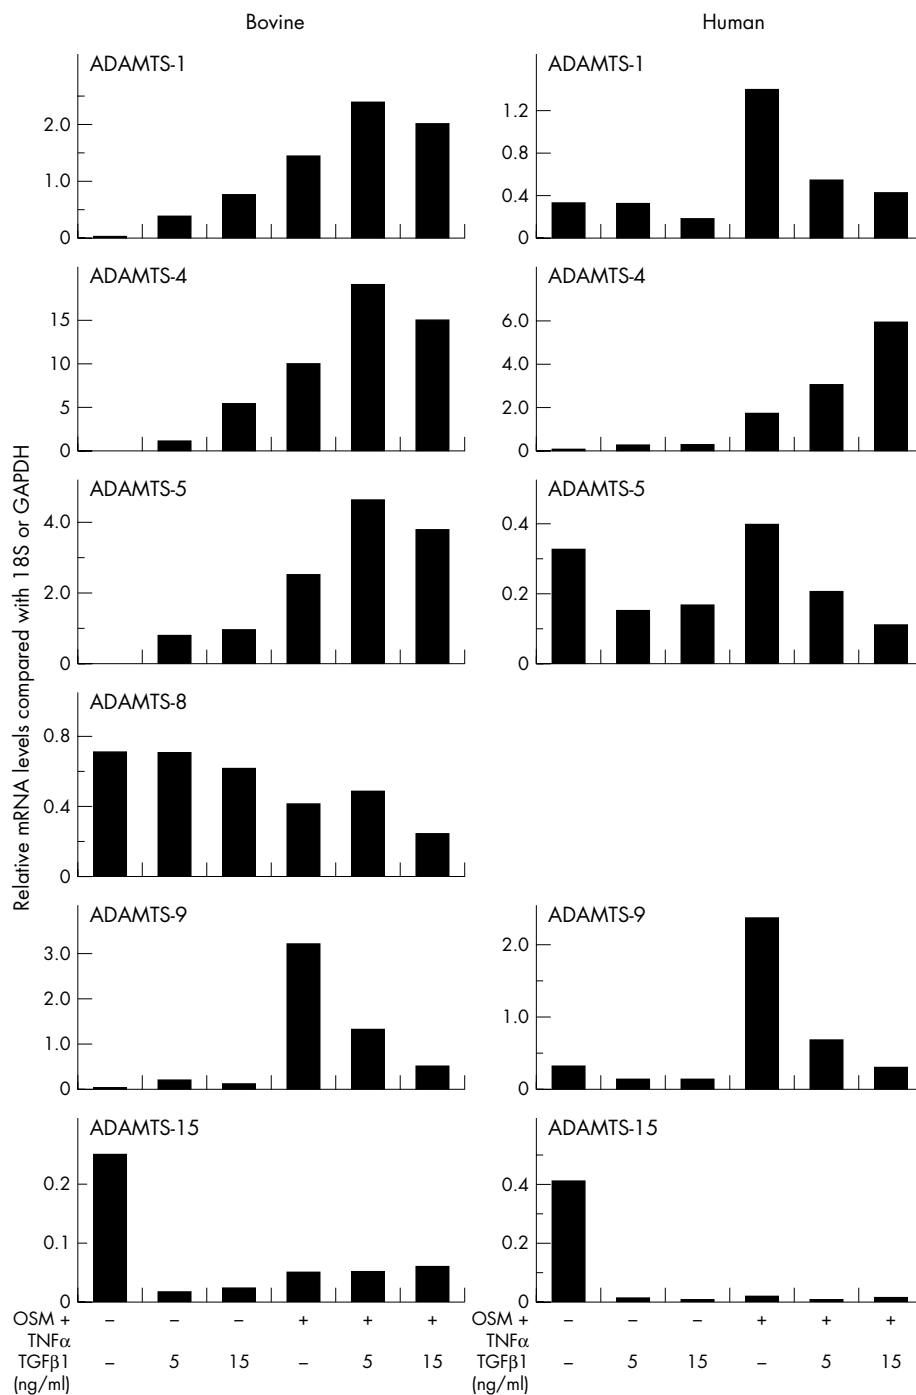 Bovine Human
Relative mRNA levels compared with 18S or GAPDH
ADAMTS-1
2.0
1.0
0
ADAMTS-1
1.2
0.8
0.4
0
ADAMTS-4
15
10
5
0
ADAMTS-4
6.0
4.0
2.0
0
ADAMTS-5
4.0
2.0
0
ADAMTS-5
0.4
0.2
0
ADAMTS-8
0.8
0.4
0
ADAMTS-9
3.0
2.0
1.0
0
ADAMTS-9
2.0
1.0
0
ADAMTS-15
0.2
0.1
0
ADAMTS-15
0.4
0.2
0
OSM + – – – + + + OSM + – – – + + +
TNFα TNFα
TGFβ1 – 5 15 – 5 15 TGFβ1 – 5 15 – 5 15
(ng/ml) (ng/ml)